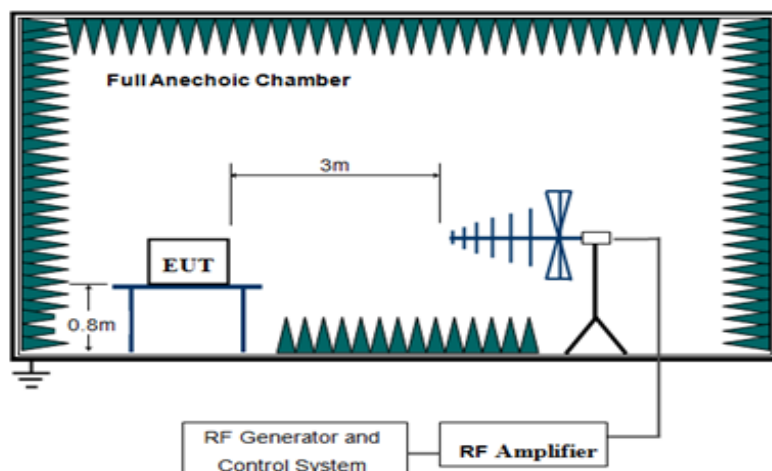 Full Anechoic Chamber
3m
EUT
0.8m
RF Generator and
Control System
RF Amplifier